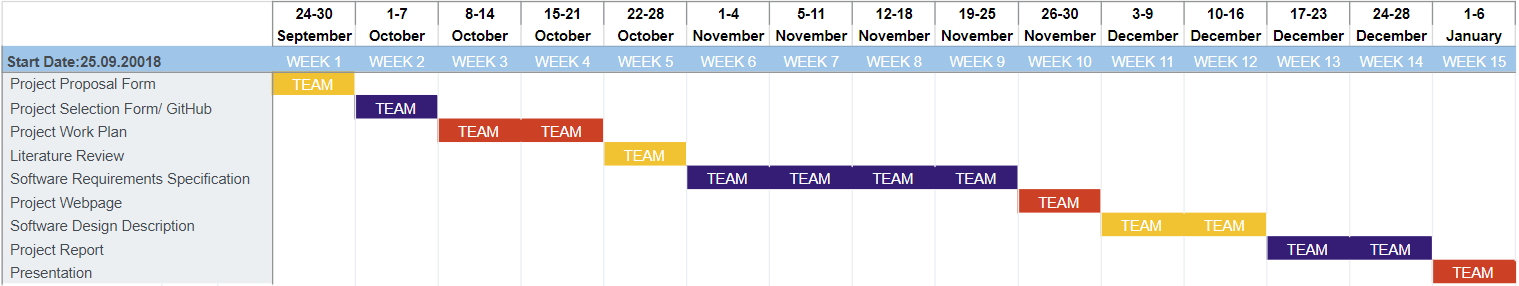 24-30 1-7 8-14 15-21 22-28 1-4 5-11 12-18 19-25 26-30 3-9 10-16 17-23 24-28 1-6
September October October October October November November November November November December December December December January
Start Date:25.09.20018 WEEK 1 WEEK 2 WEEK 3 WEEK 4 WEEK 5 WEEK 6 WEEK 7 WEEK 8 WEEK 9 WEEK 10 WEEK 11 WEEK 12 WEEK 13 WEEK 14 WEEK 15
Project Proposal Form TEAM
Project Selection Form/ GitHub TEAM
Project Work Plan TEAM TEAM
Literature Review TEAM
Software Requirements Specification TEAM TEAM TEAM TEAM
Project Webpage TEAM
Software Design Description TEAM TEAM
Project Report TEAM TEAM
Presentation TEAM